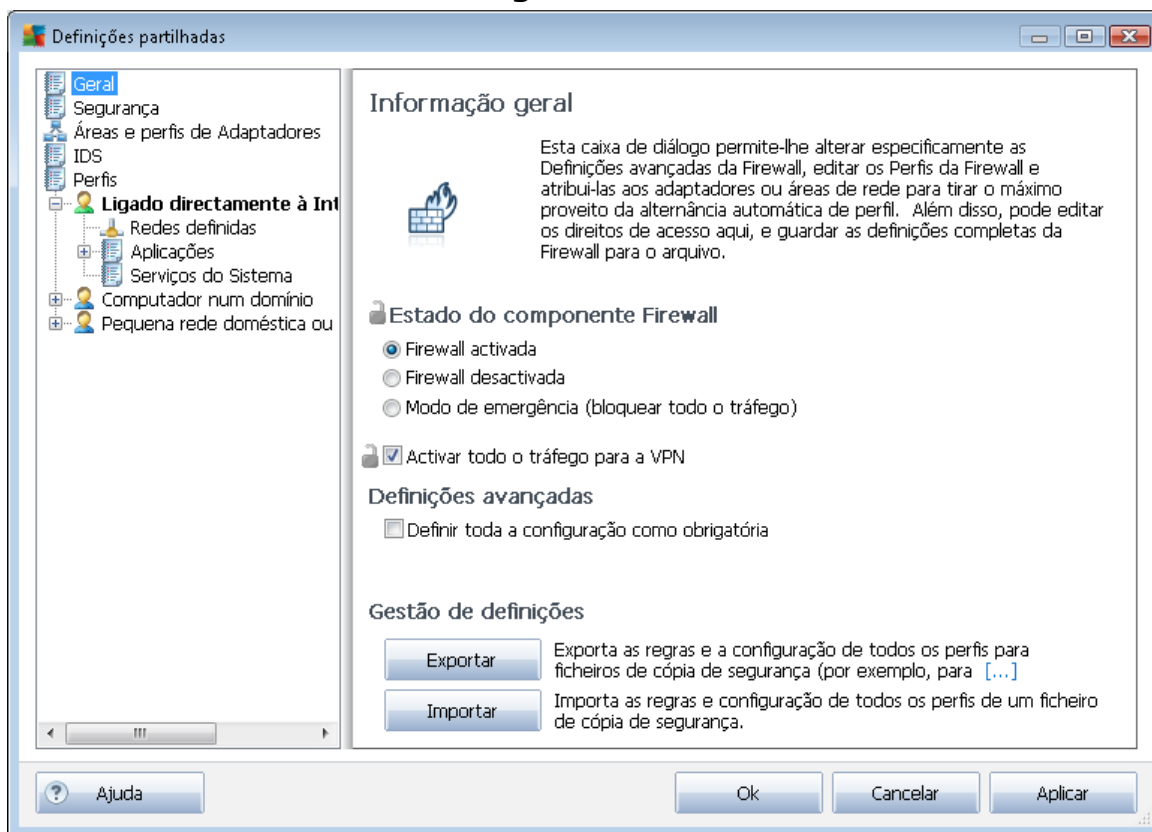 Definições partilhadas
Geral
Segurança
Áreas e perfis de Adaptadores
IDS
Perfis
Ligado directamente à Int
Redes definidas
Aplicações
Serviços do Sistema
Computador num domínio
Pequena rede doméstica ou
Informação geral
Esta caixa de diálogo permite-lhe alterar especificamente as
Definições avançadas da Firewall, editar os Perfis da Firewall e
atribui-las aos adaptadores ou áreas de rede para tirar o máximo
proveito da alternância automática de perfil. Além disso, pode editar
os direitos de acesso aqui, e guardar as definições completas da
Firewall para o arquivo.
Estado do componente Firewall
Firewall activada
Firewall desactivada
Modo de emergência (bloquear todo o tráfego)
Activar todo o tráfego para a VPN
Definições avançadas
Definir toda a configuração como obrigatória
Gestão de definições
Exportar
Exporta as regras e a configuração de todos os perfis para
ficheiros de cópia de segurança (por exemplo, para [...]
Importar
Importa as regras e configuração de todos os perfis de um ficheiro
de cópia de segurança.
Ajuda
Ok
Cancelar
Aplicar